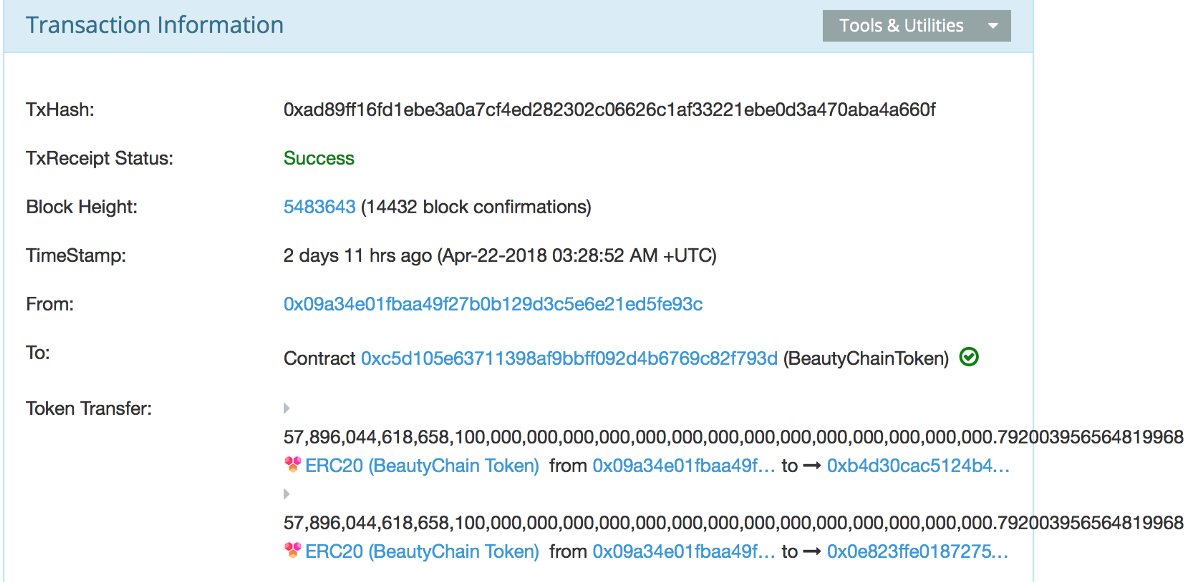 Transaction Information
Tools & Utilities
TxHash: 0xad89ff16fd1ebe3a0a7cf4ed282302c06626c1af33221ebe0d3a470aba4a660f
TxReceipt Status: Success
Block Height: 5483643 (14432 block confirmations)
TimeStamp: 2 days 11 hrs ago (Apr-22-2018 03:28:52 AM +UTC)
From: 0x09a34e01fbaa49f27b0b129d3c5e6e21ed5fe93c
To: Contract 0xc5d105e63711398af9bbff092d4b6769c82f793d (BeautyChainToken)
Token Transfer:
57,896,044,618,658,100,000,000,000,000,000,000,000,000,000,000,000,000,000,000.792003956564819968
ERC20 (BeautyChain Token) from 0x09a34e01fbaa49f... to → 0xb4d30cac5124b4...
57,896,044,618,658,100,000,000,000,000,000,000,000,000,000,000,000,000,000,000.792003956564819968
ERC20 (BeautyChain Token) from 0x09a34e01fbaa49f... to → 0x0e823ffe0187275...